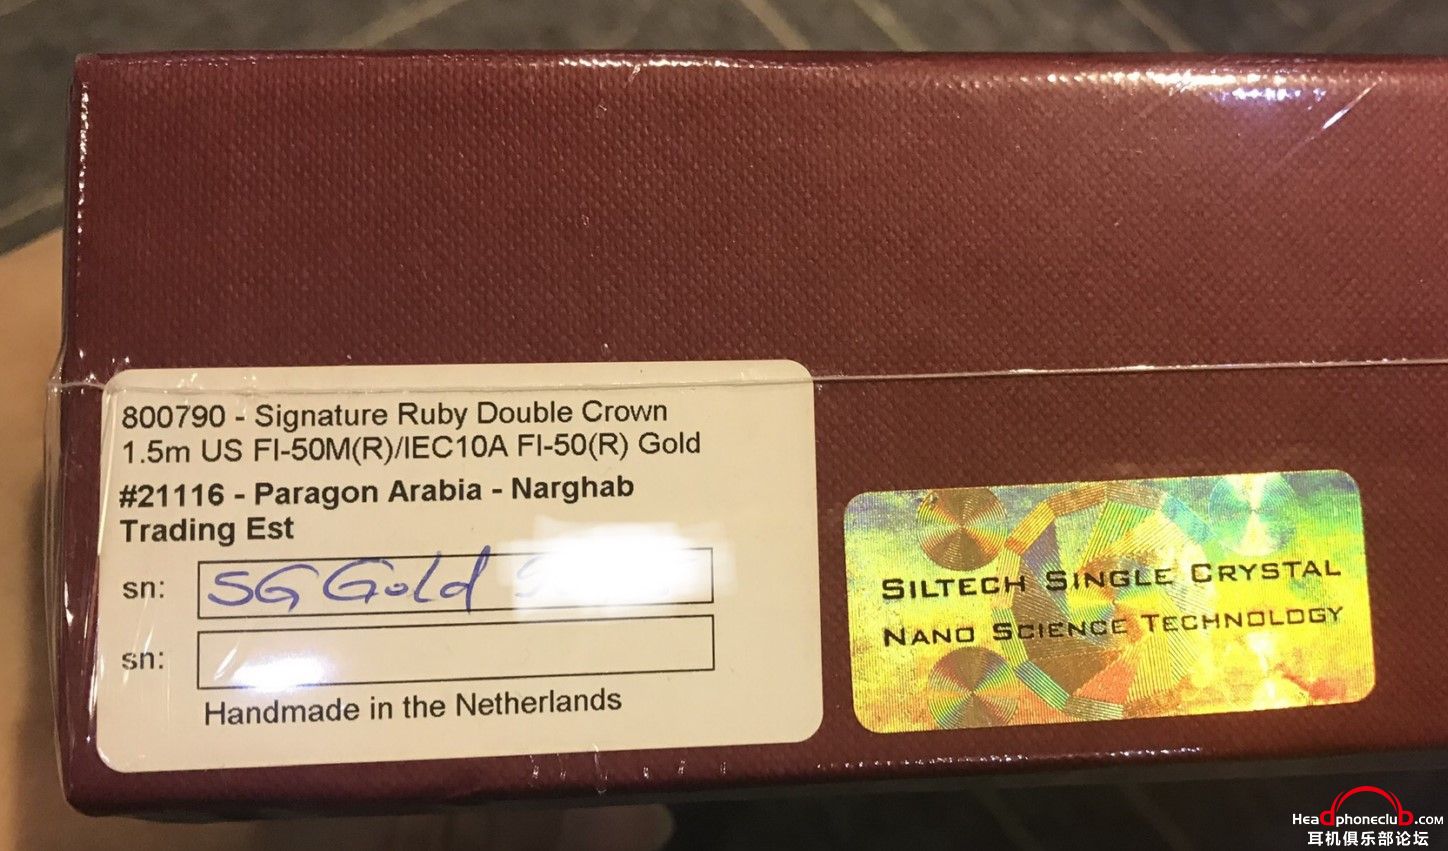 800790 - Signature Ruby Double Crown
1.5m US FI-50M(R)/IEC10A FI-50(R) Gold
#21116 - Paragon Arabia - Narghab
Trading Est
sn: SG Gold
sn:
Handmade in the Netherlands
SILTECH SINGLE CRYSTAL
NANO SCIENCE TECHNOLOGY
Headphoneclub.com
耳机俱乐部论坛